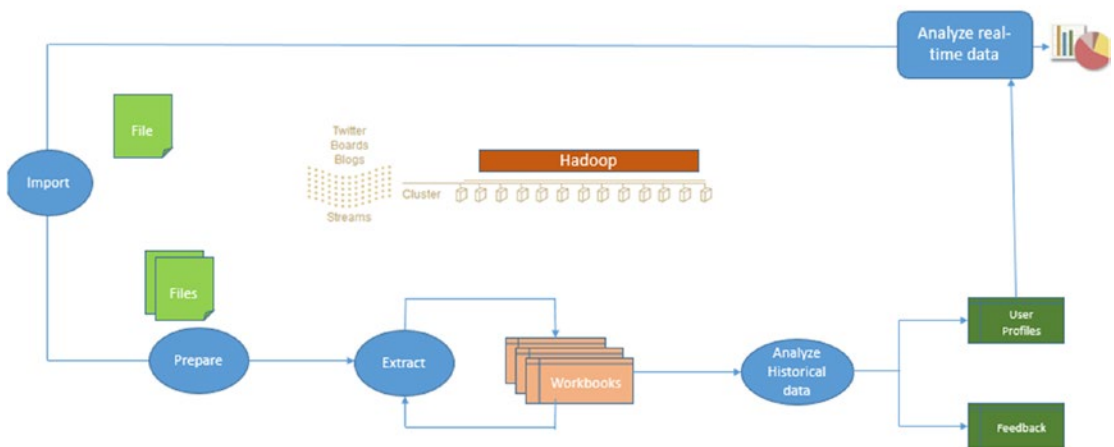 Analyze real-
time data
File
Twitter
Boards
Blogs
Hadoop
Import
Cluster
Streams
Files
User
Profiles
Prepare
Extract
Workbooks
Analyze
Historical
data
Feedback